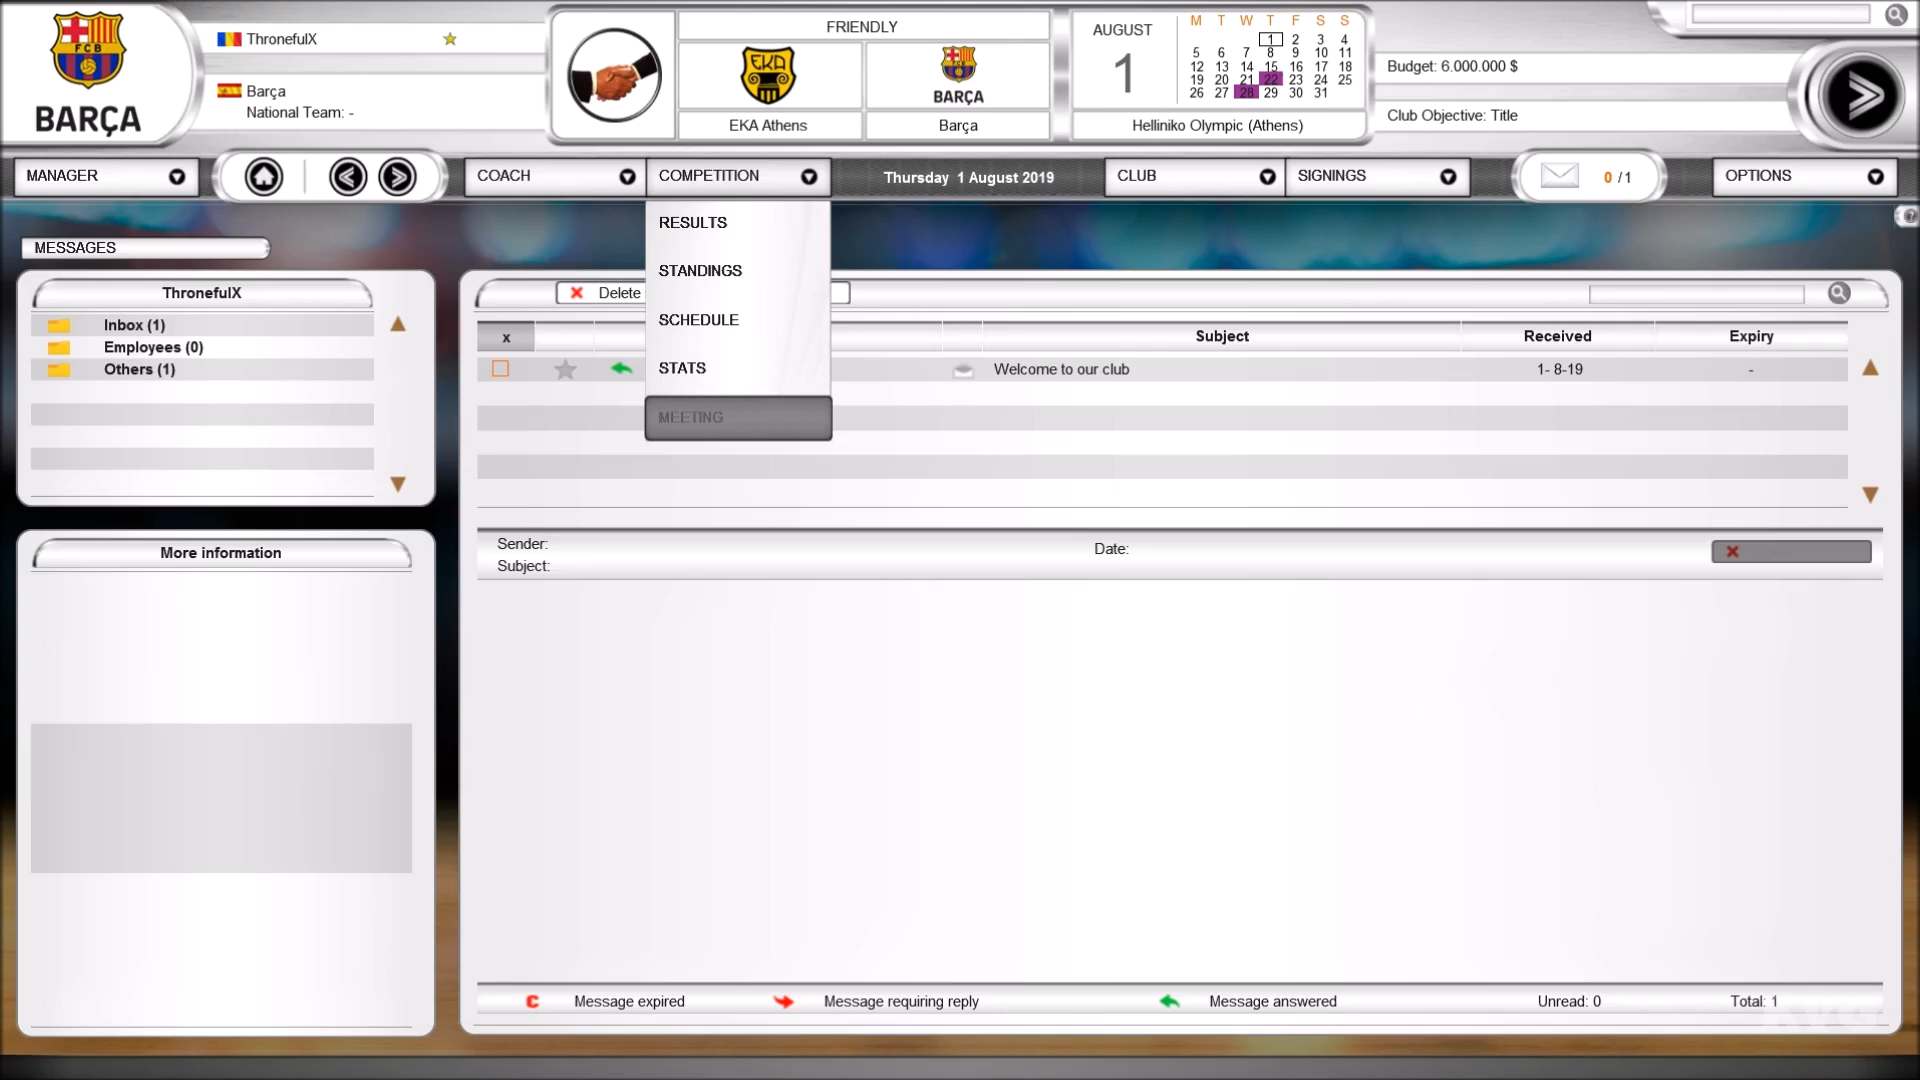 FCB
BARÇA
ThronefulX
Barça
National Team: -
FRIENDLY
EKA
BARÇA
EKA Athens
Barça
AUGUST
1
M T W T F S S
1 2 3 4
5 6 7 8 9 10 11
12 13 14 15 16 17 18
19 20 21 22 23 24 25
26 27 28 29 30 31
Helliniko Olympic (Athens)
Budget: 6.000.000 $
Club Objective: Title
MANAGER
COACH
COMPETITION
Thursday 1 August 2019
CLUB
SIGNINGS
0 / 1
OPTIONS
RESULTS
STANDINGS
SCHEDULE
STATS
MEETING
MESSAGES
ThronefulX
Inbox (1)
Employees (0)
Others (1)
More information
Delete
x
Subject
Received
Expiry
Welcome to our club
1- 8-19
-
Sender:
Subject:
Date:
Message expired
Message requiring reply
Message answered
Unread: 0
Total: 1